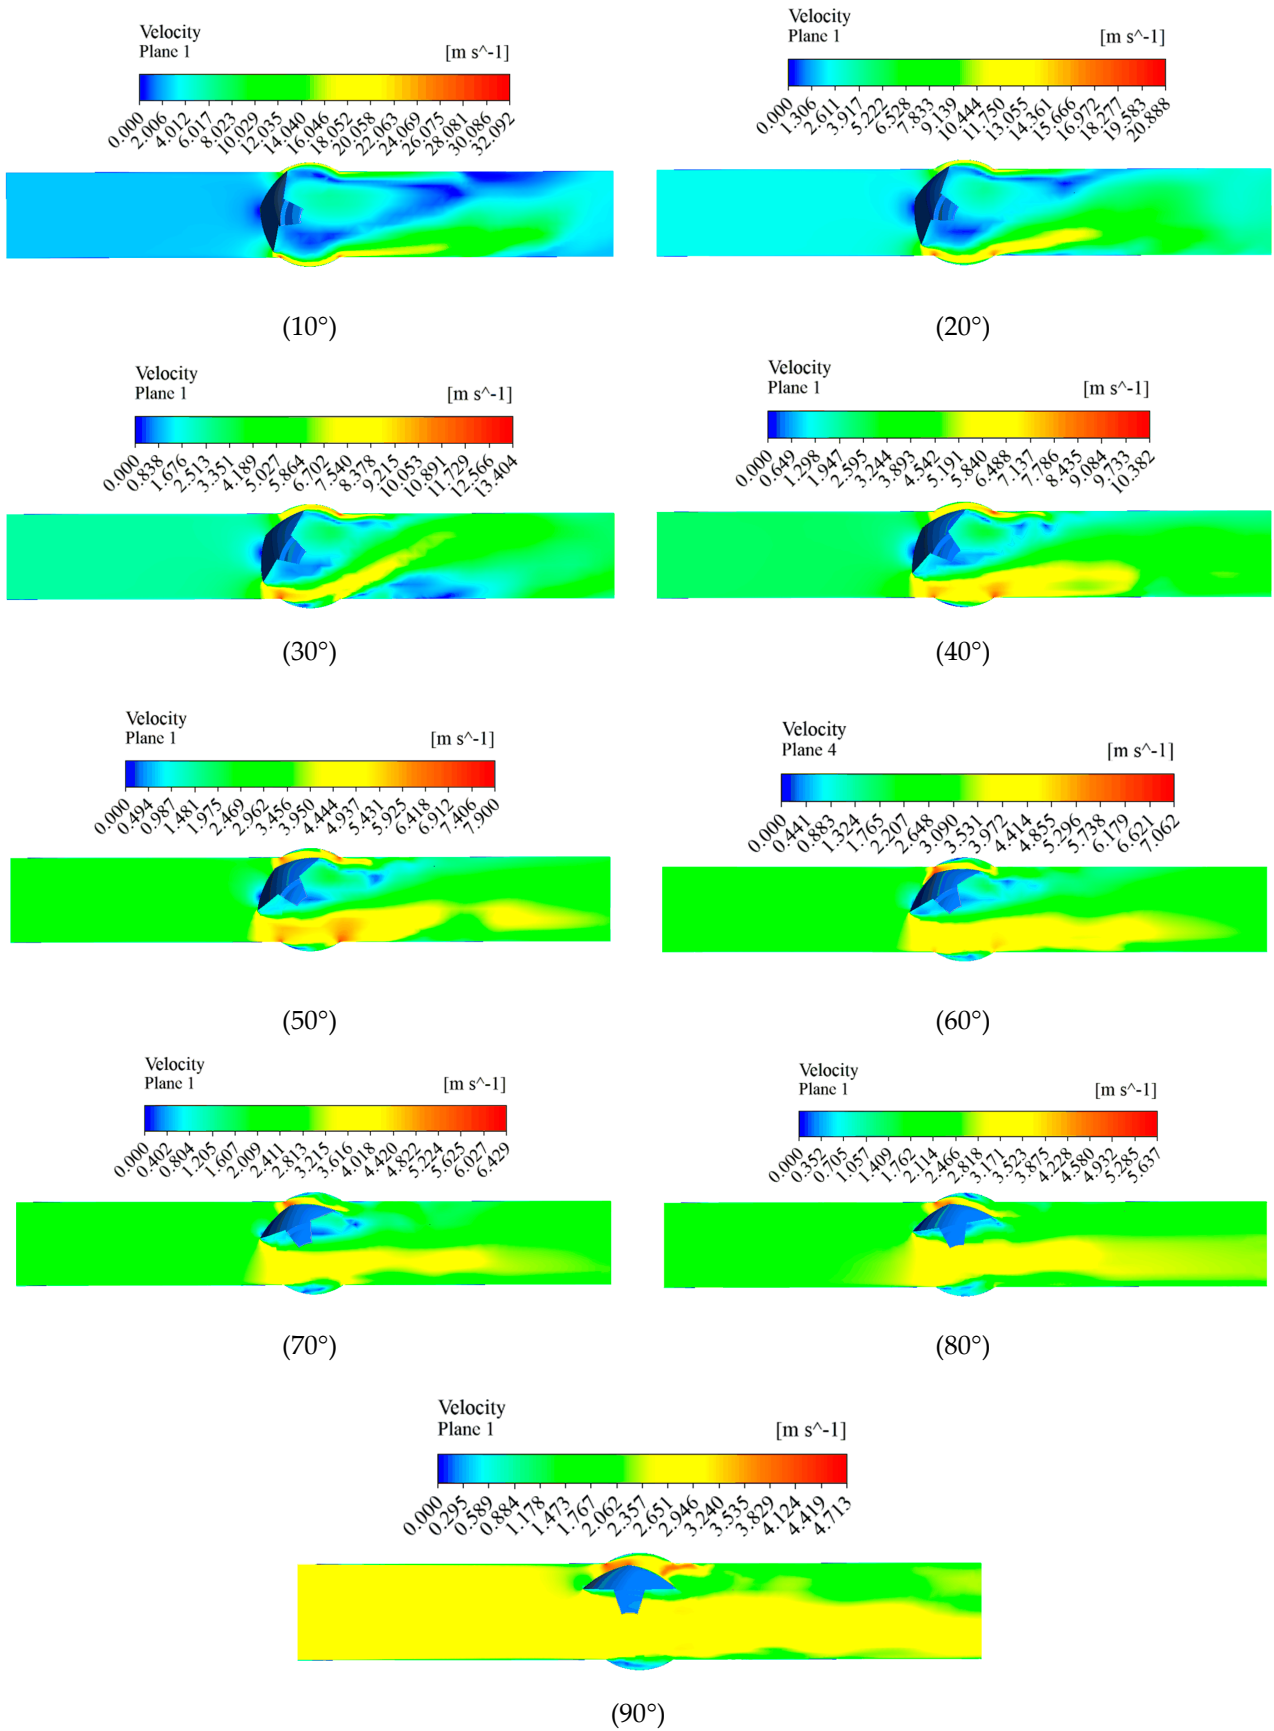 Velocity
Plane 1
[m s^-1]
0.000 2.006 4.012 6.017 8.023 10.029 12.035 14.040 16.046 18.052 20.058 22.063 24.069 26.075 28.081 30.086 32.092
(10°)
Velocity
Plane 1
[m s^-1]
0.000 1.306 2.611 3.917 5.222 6.528 7.833 9.139 10.444 11.750 13.055 14.361 15.666 16.972 18.277 19.583 20.888
(20°)
Velocity
Plane 1
[m s^-1]
0.000 0.838 1.676 2.513 3.351 4.189 5.027 5.864 6.702 7.540 8.378 9.215 10.053 10.891 11.729 12.566 13.404
(30°)
Velocity
Plane 1
[m s^-1]
0.000 0.649 1.298 1.947 2.595 3.244 3.893 4.542 5.191 5.840 6.488 7.137 7.786 8.435 9.084 9.733 10.382
(40°)
Velocity
Plane 1
[m s^-1]
0.000 0.494 0.987 1.481 1.975 2.469 2.962 3.456 3.950 4.444 4.937 5.431 5.925 6.418 6.912 7.406 7.900
(50°)
Velocity
Plane 4
[m s^-1]
0.000 0.441 0.883 1.324 1.765 2.207 2.648 3.090 3.531 3.972 4.414 4.855 5.296 5.738 6.179 6.621 7.062
(60°)
Velocity
Plane 1
[m s^-1]
0.000 0.402 0.804 1.205 1.607 2.009 2.411 2.813 3.215 3.616 4.018 4.420 4.822 5.224 5.625 6.027 6.429
(70°)
Velocity
Plane 1
[m s^-1]
0.000 0.352 0.705 1.057 1.409 1.762 2.114 2.466 2.818 3.171 3.523 3.875 4.228 4.580 4.932 5.285 5.637
(80°)
Velocity
Plane 1
[m s^-1]
0.000 0.295 0.589 0.884 1.178 1.473 1.767 2.062 2.357 2.651 2.946 3.240 3.535 3.829 4.124 4.419 4.713
(90°)